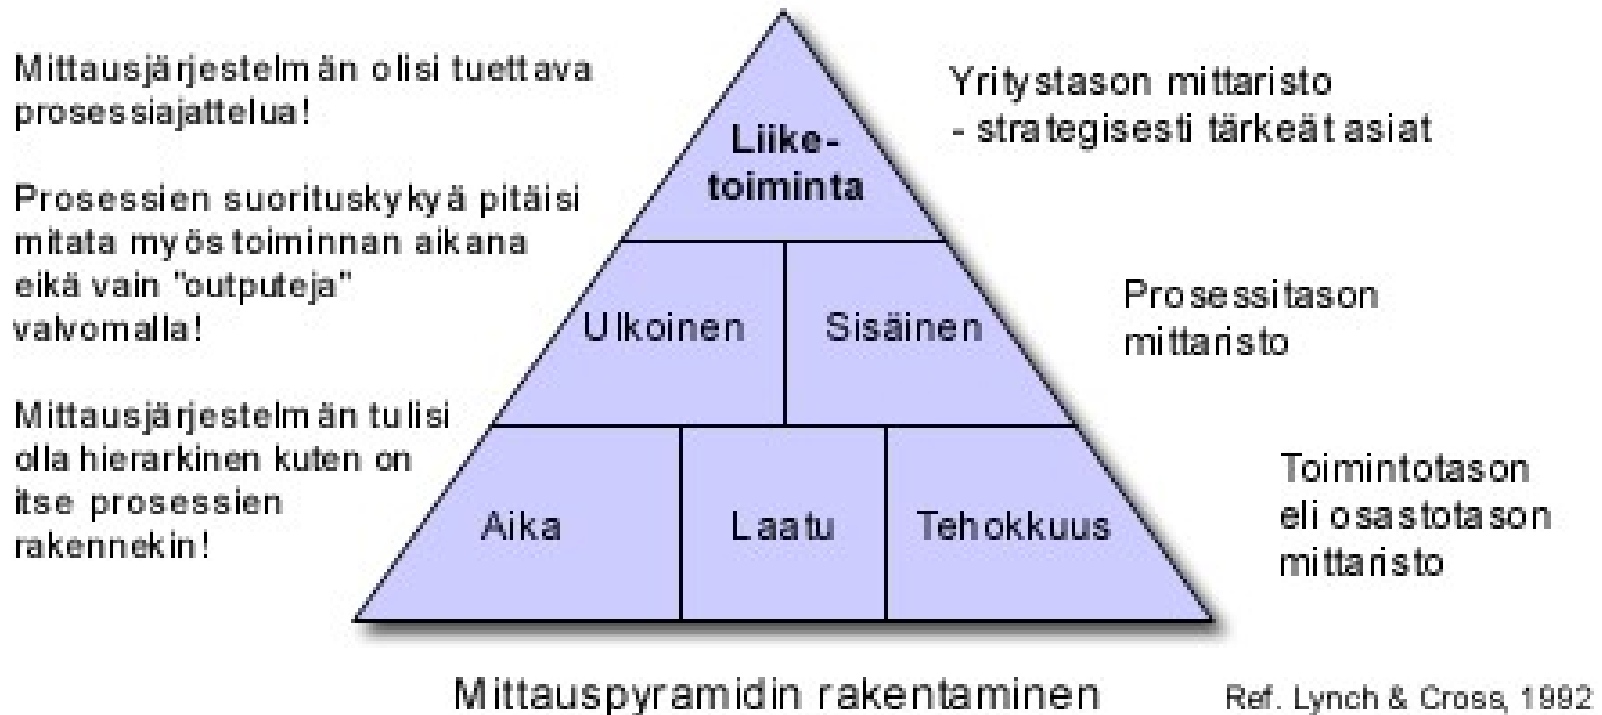 Mittausjärjestelmän olisi tuettava
prosessiajattelua!
Prosessien suorituskykyä pitäisi
mitata myös toiminnan aikana
eikä vain "outputeja"
valvomalla!
Mittausjärjestelmän tulisi
olla hierarkinen kuten on
itse prosessien
rakennekin!
Liike-
toiminta
Ulkoinen
Sisäinen
Aika
Laatu
Tehokkuus
Yritystason mittaristo
- strategisesti tärkeät asiat
Prosessitason
mittaristo
Toimintotason
eli osastotason
mittaristo
Mittauspyramidin rakentaminen
Ref. Lynch & Cross, 1992